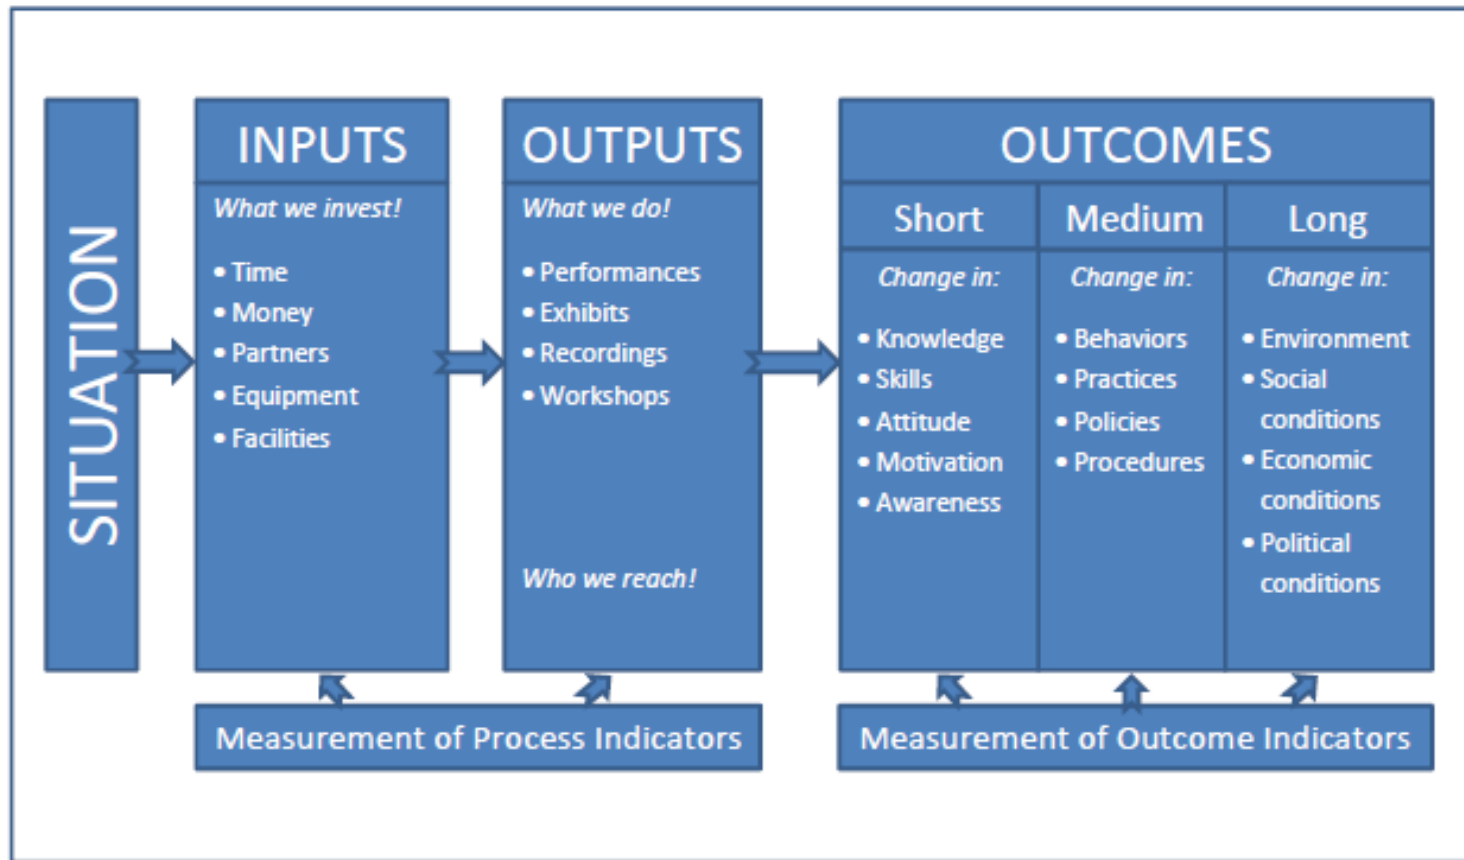 SITUATION
INPUTS
What we invest!
• Time
• Money
• Partners
• Equipment
• Facilities
OUTPUTS
What we do!
• Performances
• Exhibits
• Recordings
• Workshops
Who we reach!
OUTCOMES
Short
Change in:
• Knowledge
• Skills
• Attitude
• Motivation
• Awareness
Medium
Change in:
• Behaviors
• Practices
• Policies
• Procedures
Long
Change in:
• Environment
• Social
conditions
• Economic
conditions
• Political
conditions
Measurement of Process Indicators
Measurement of Outcome Indicators